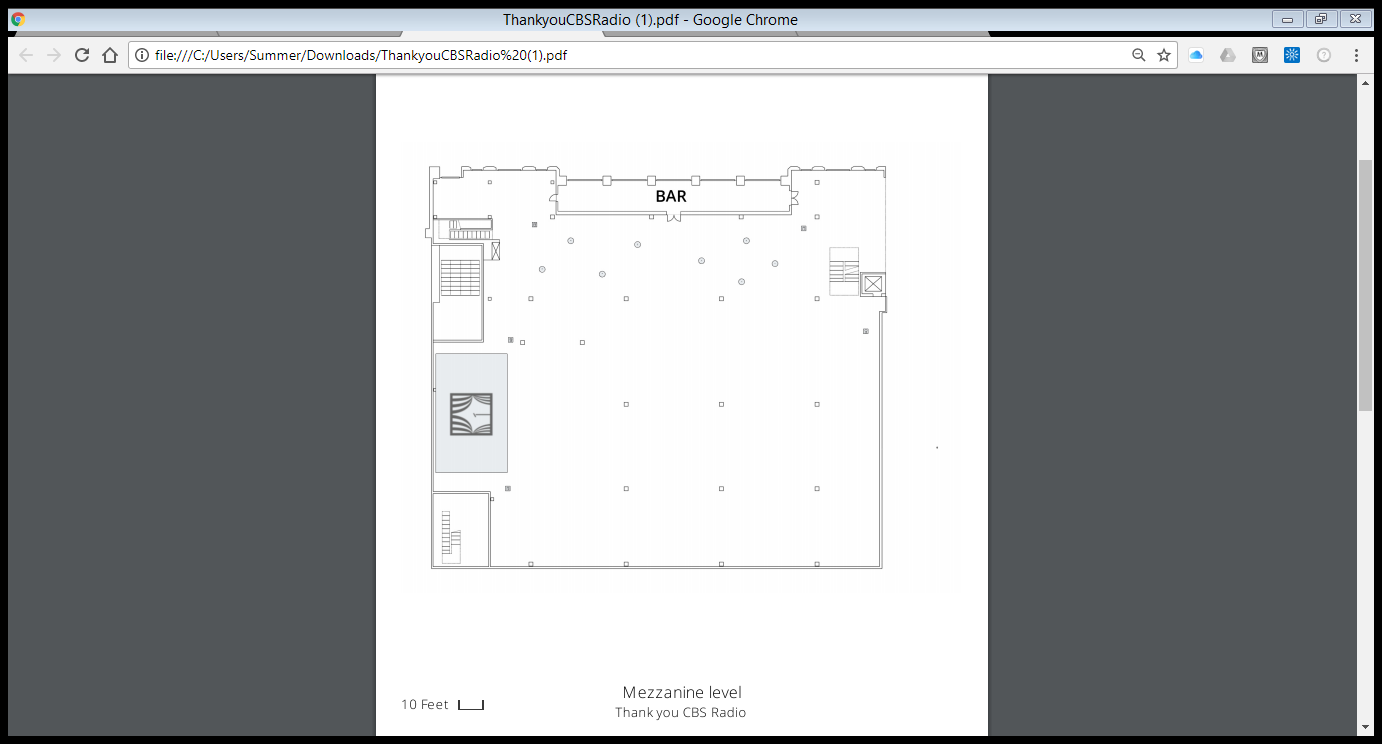 ThankyouCBSRadio (1).pdf - Google Chrome
file:///C:/Users/Summer/Downloads/ThankyouCBSRadio%20(1).pdf
BAR
1
Mezzanine level
10 Feet
Thank you CBS Radio